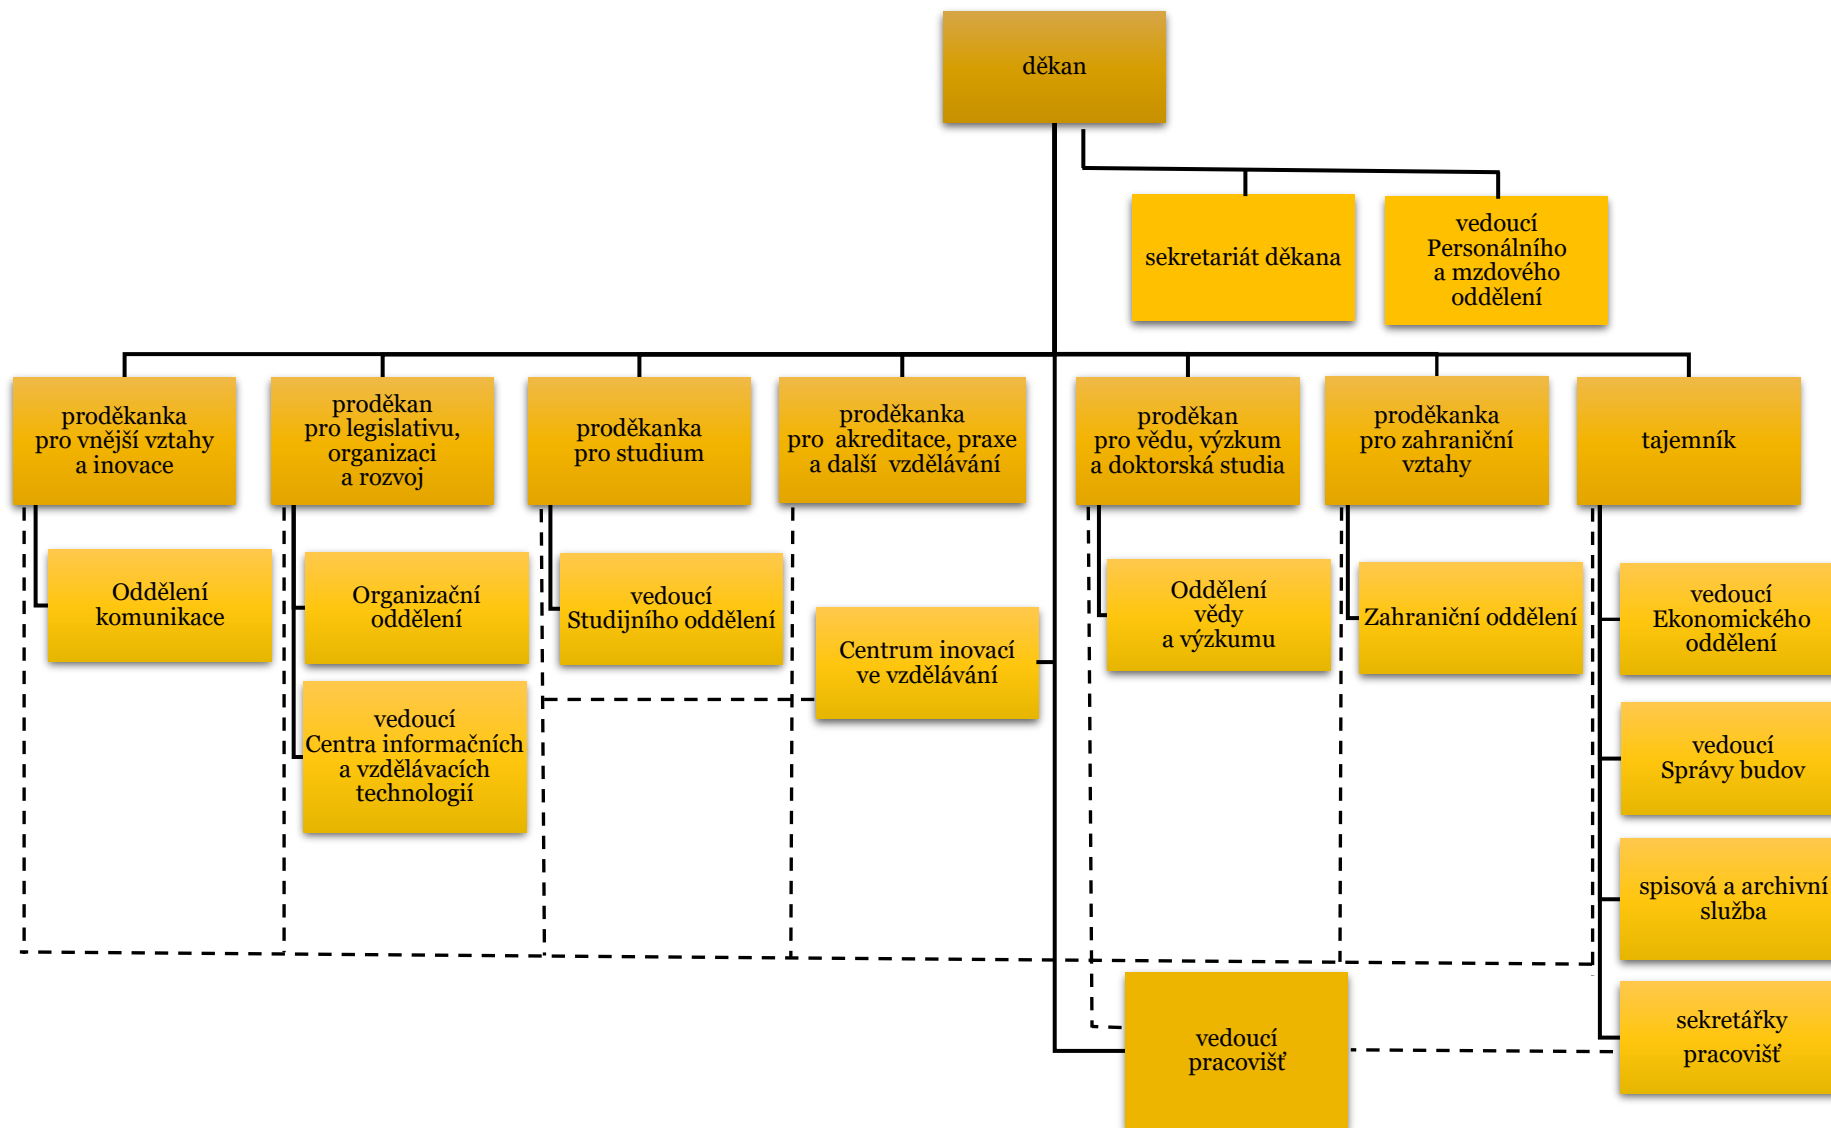 děkan
sekretariát děkana
vedoucí
Personálního
a mzdového
oddělení
proděkanka
pro vnější vztahy
a inovace
proděkan
pro legislativu,
organizaci
a rozvoj
proděkanka
pro studium
proděkanka
pro akreditace, praxe
a další vzdělávání
proděkan
pro vědu, výzkum
a doktorská studia
proděkanka
pro zahraniční
vztahy
tajemník
Oddělení
komunikace
Organizační
oddělení
vedoucí
Studijního oddělení
Centrum inovací
ve vzdělávání
Oddělení
vědy
a výzkumu
Zahraniční oddělení
vedoucí
Ekonomického
oddělení
vedoucí
Centra informačních
a vzdělávacích
technologií
vedoucí
Správy budov
spisová a archivní
služba
vedoucí
pracovišť
sekretářky
pracovišť